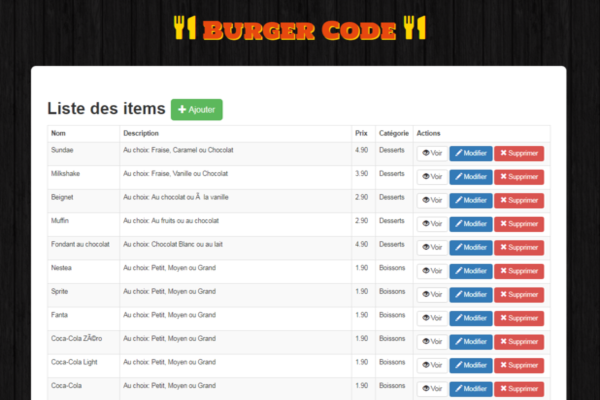 Burger Code
Liste des items + Ajouter
Nom Description Prix Catégorie Actions
Sundae Au choix: Fraise, Caramel ou Chocolat 4.90 Desserts Voir Modifier Supprimer
Milkshake Au choix: Fraise, Vanille ou Chocolat 3.90 Desserts Voir Modifier Supprimer
Beignet Au choix: Au chocolat ou Ã la vanille 2.90 Desserts Voir Modifier Supprimer
Muffin Au choix: Au fruits ou au chocolat 2.90 Desserts Voir Modifier Supprimer
Fondant au chocolat Au choix: Chocolat Blanc ou au lait 4.90 Desserts Voir Modifier Supprimer
Nestea Au choix: Petit, Moyen ou Grand 1.90 Boissons Voir Modifier Supprimer
Sprite Au choix: Petit, Moyen ou Grand 1.90 Boissons Voir Modifier Supprimer
Fanta Au choix: Petit, Moyen ou Grand 1.90 Boissons Voir Modifier Supprimer
Coca-Cola ZÃ©ro Au choix: Petit, Moyen ou Grand 1.90 Boissons Voir Modifier Supprimer
Coca-Cola Light Au choix: Petit, Moyen ou Grand 1.90 Boissons Voir Modifier Supprimer
Coca-Cola Au choix: Petit, Moyen ou Grand 1.90 Boissons Voir Modifier Supprimer